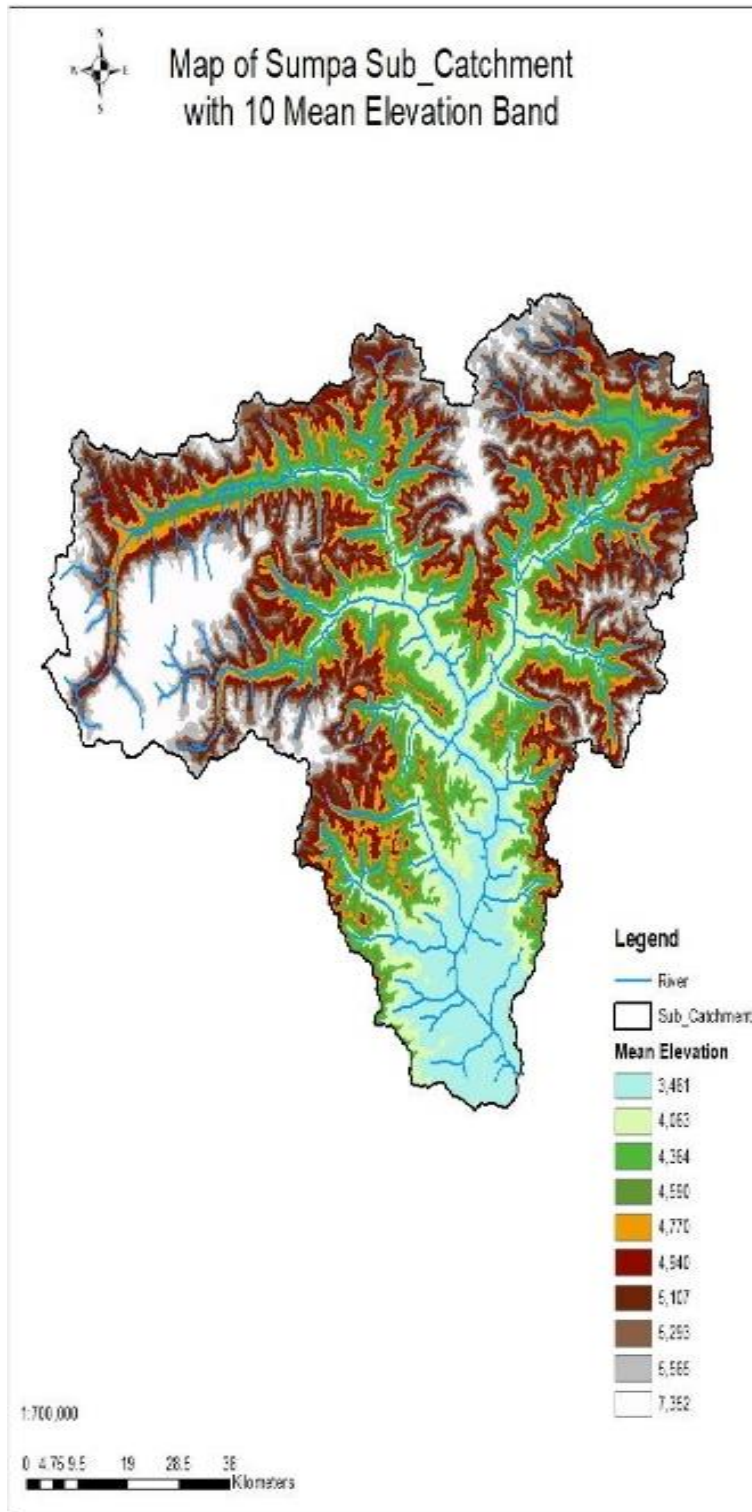 N
E
S
Map of Sumpa Sub_Catchment
with 10 Mean Elevation Band
Legend
River
Sub_Catchment
Mean Elevation
3,481
4,063
4,364
4,590
4,770
4,940
5,107
5,293
5,565
7,352
1:700,000
0 4.75 9.5 19 28.5 38
Kilometers